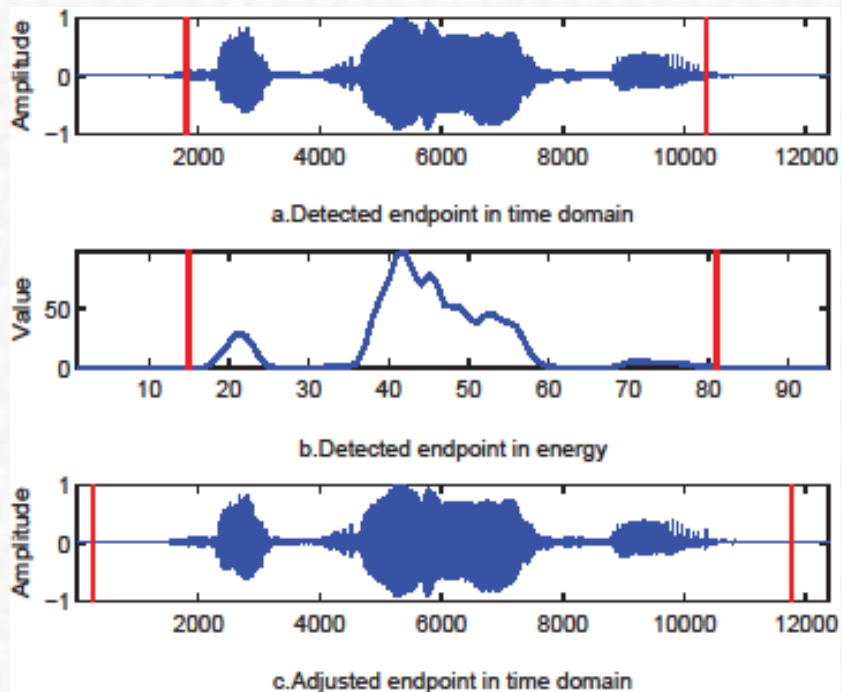 Amplitude
1
0
−1
2000 4000 6000 8000 10000 12000
a.Detected endpoint in time domain
Value
50
0
10 20 30 40 50 60 70 80 90
b.Detected endpoint in energy
Amplitude
1
0
−1
2000 4000 6000 8000 10000 12000
c.Adjusted endpoint in time domain